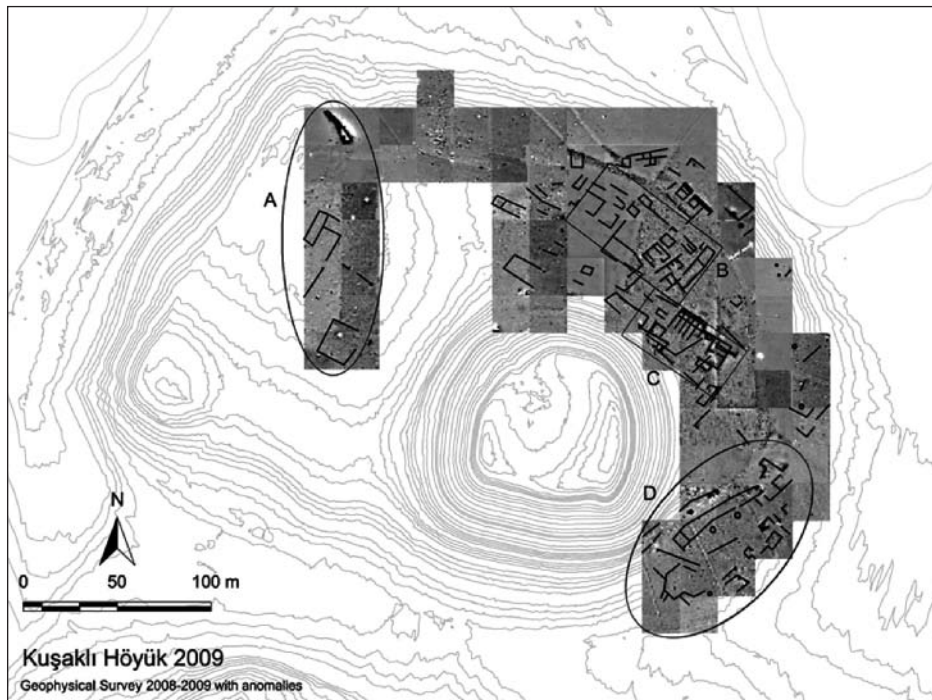 A
B
C
D
N
0 50 100 m
Kuşaklı Höyük 2009
Geophysical Survey 2008-2009 with anomalies